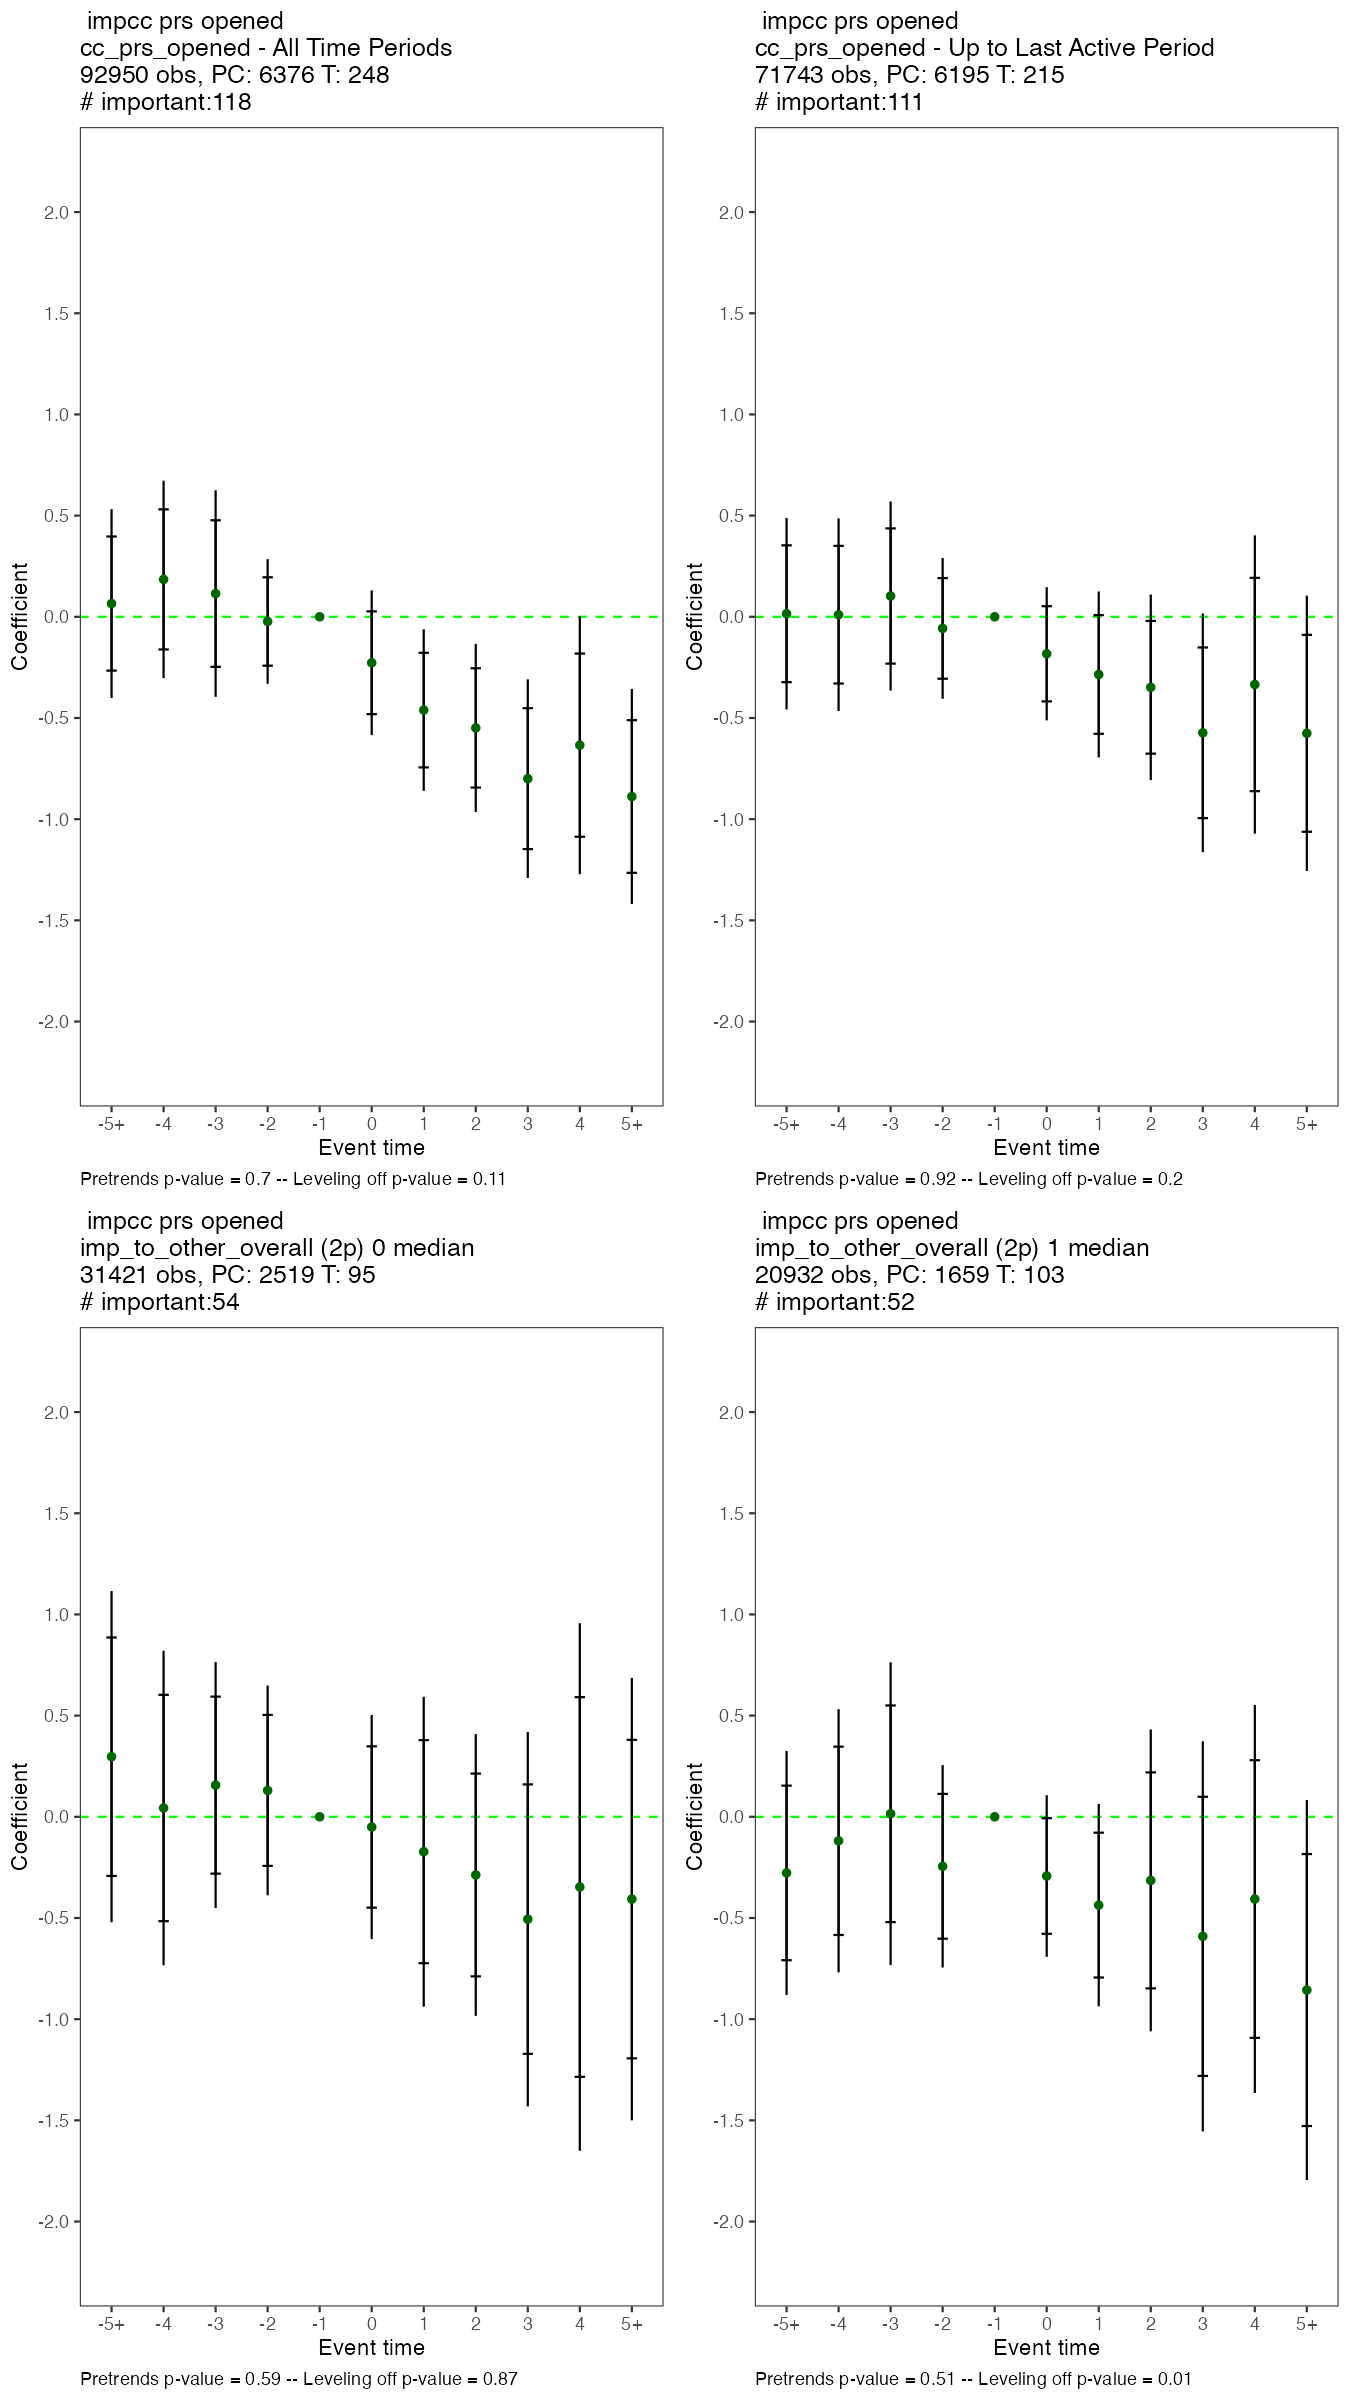 impcc prs opened
cc_prs_opened - All Time Periods
92950 obs, PC: 6376 T: 248
# important:118
2.0
1.5
1.0
0.5
0.0
-0.5
-1.0
-1.5
-2.0
Coefficient
-5+ -4 -3 -2 -1 0 1 2 3 4 5+
Event time
Pretrends p-value = 0.7 -- Leveling off p-value = 0.11
impcc prs opened
cc_prs_opened - Up to Last Active Period
71743 obs, PC: 6195 T: 215
# important:111
2.0
1.5
1.0
0.5
0.0
-0.5
-1.0
-1.5
-2.0
Coefficient
-5+ -4 -3 -2 -1 0 1 2 3 4 5+
Event time
Pretrends p-value = 0.92 -- Leveling off p-value = 0.2
impcc prs opened
imp_to_other_overall (2p) 0 median
31421 obs, PC: 2519 T: 95
# important:54
2.0
1.5
1.0
0.5
0.0
-0.5
-1.0
-1.5
-2.0
Coefficient
-5+ -4 -3 -2 -1 0 1 2 3 4 5+
Event time
Pretrends p-value = 0.59 -- Leveling off p-value = 0.87
impcc prs opened
imp_to_other_overall (2p) 1 median
20932 obs, PC: 1659 T: 103
# important:52
2.0
1.5
1.0
0.5
0.0
-0.5
-1.0
-1.5
-2.0
Coefficient
-5+ -4 -3 -2 -1 0 1 2 3 4 5+
Event time
Pretrends p-value = 0.51 -- Leveling off p-value = 0.01